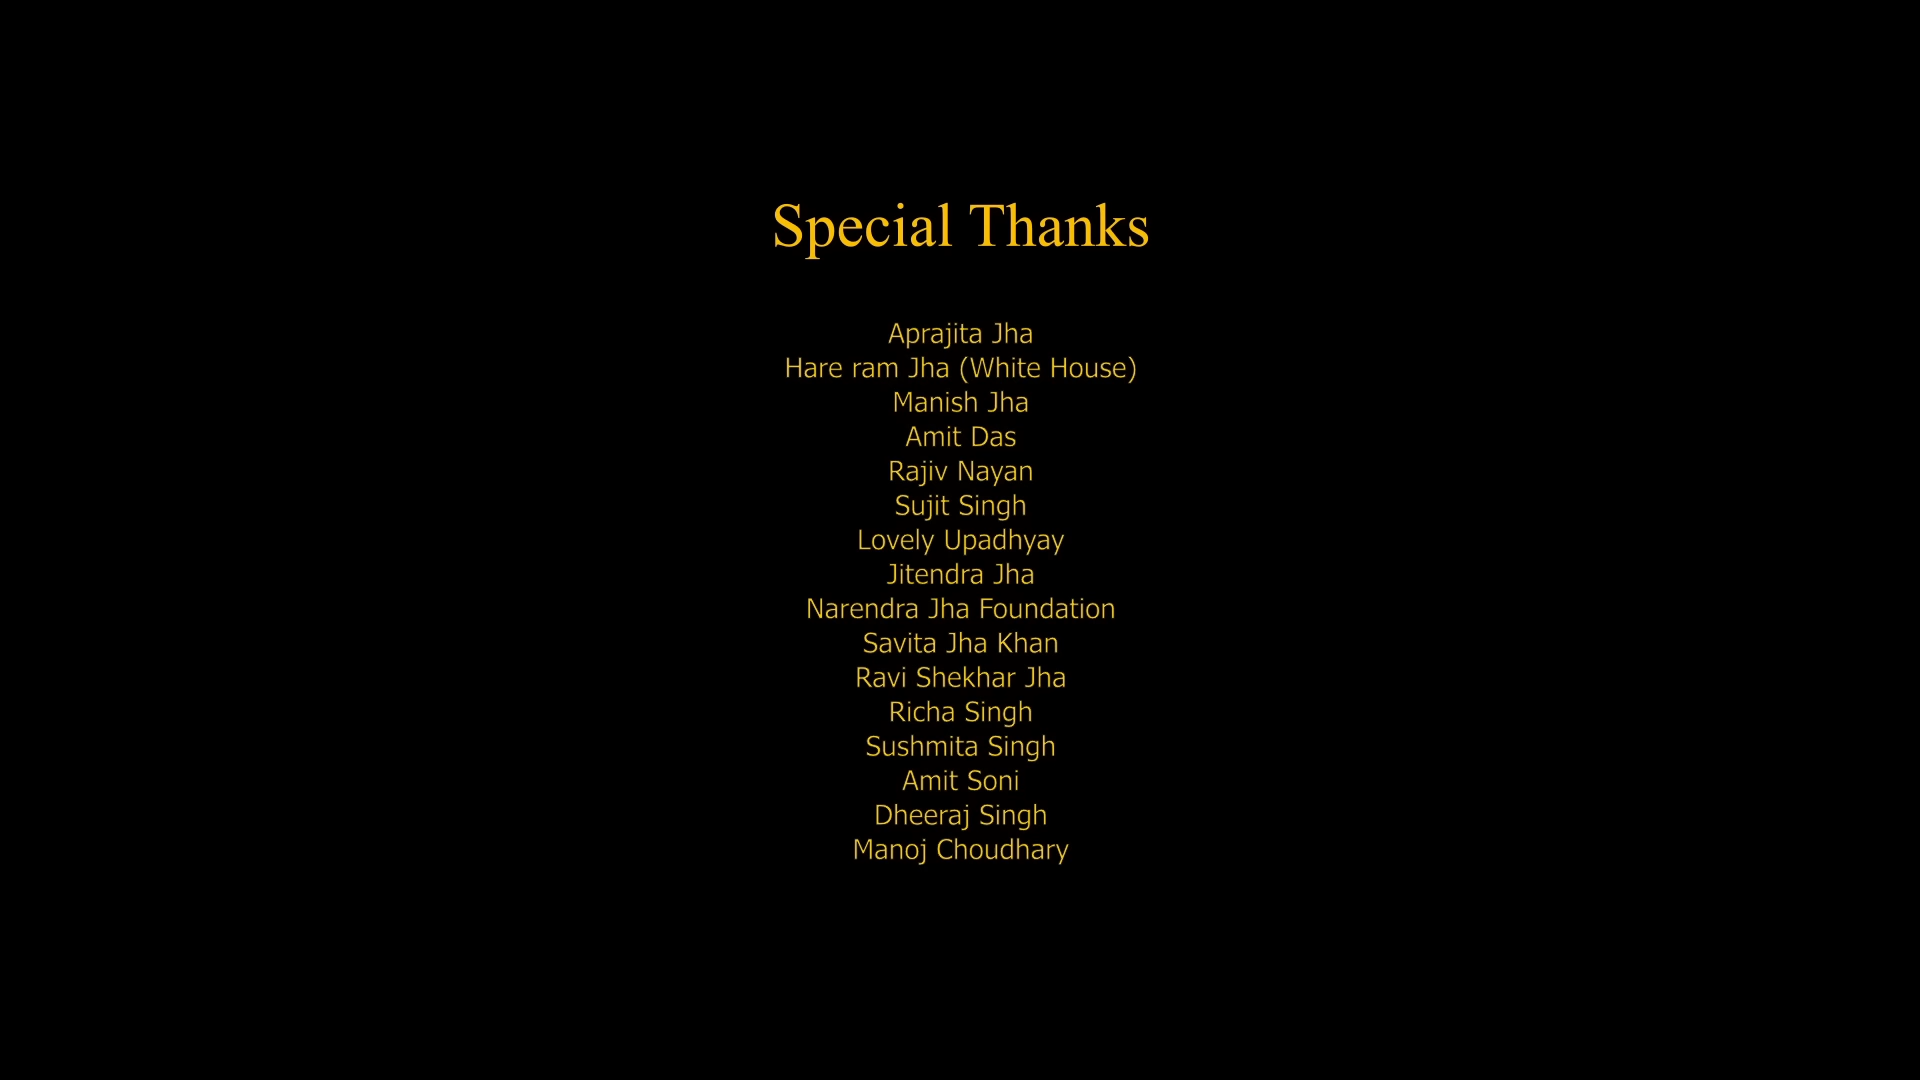 Special Thanks
Aprajita Jha
Hare ram Jha (White House)
Manish Jha
Amit Das
Rajiv Nayan
Sujit Singh
Lovely Upadhyay
Jitendra Jha
Narendra Jha Foundation
Savita Jha Khan
Ravi Shekhar Jha
Richa Singh
Sushmita Singh
Amit Soni
Dheeraj Singh
Manoj Choudhary